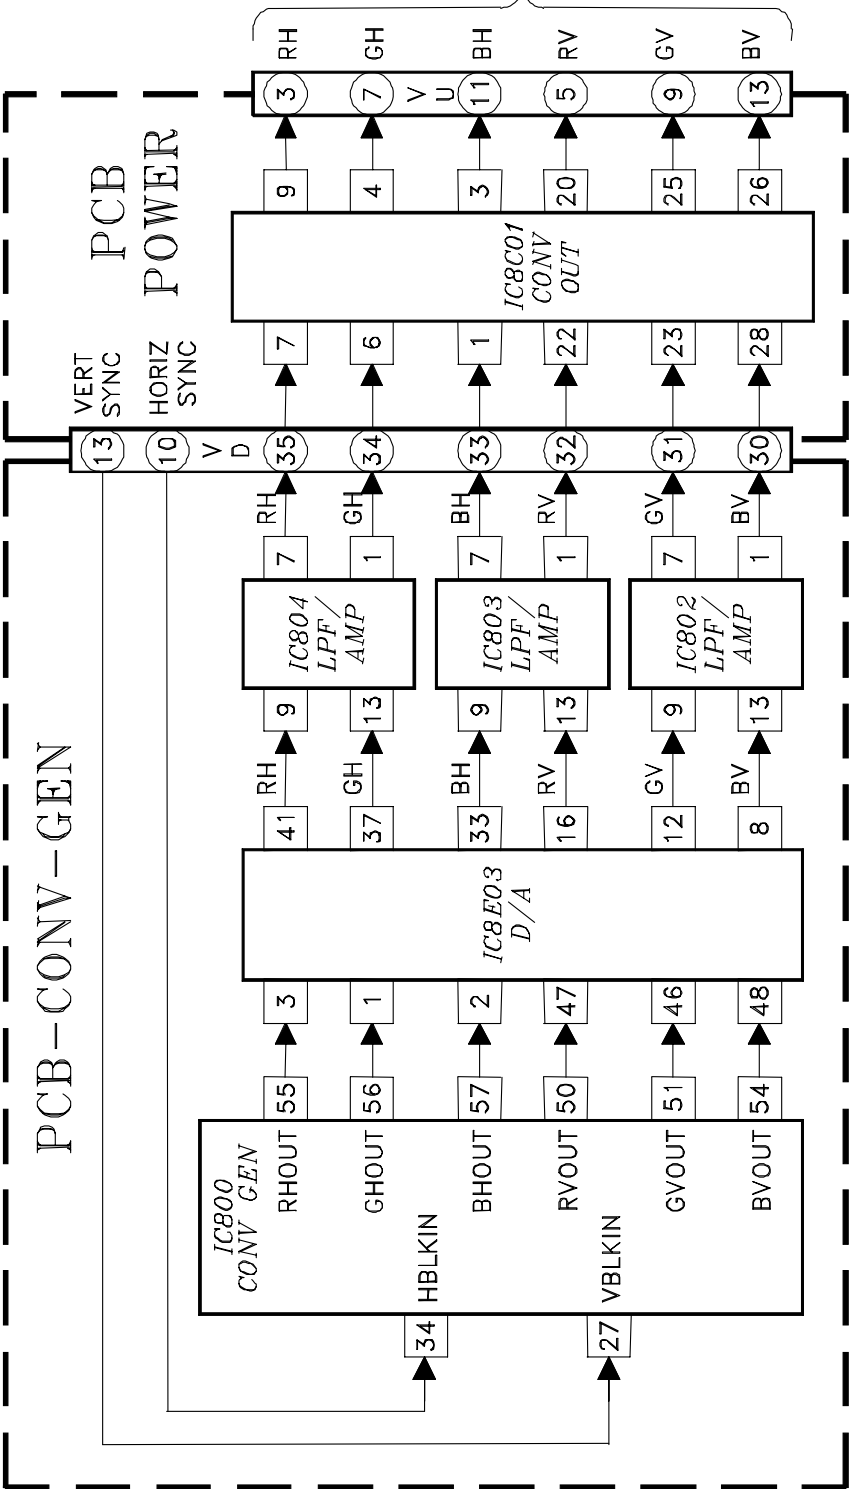 PCB-CONV-GEN
PCB
POWER
IC800
CONV GEN
HBLKIN
VBLKIN
34
27
RHOUT
GHOUT
BHOUT
RVOUT
GVOUT
BVOUT
55
56
57
50
51
54
3
1
2
47
46
48
IC8E03
D/A
41
37
33
16
12
8
RH
GH
BH
RV
GV
BV
9
13
9
13
9
13
IC804
LPF/
AMP
IC803
LPF/
AMP
IC802
LPF/
AMP
7
1
7
1
7
1
RH
GH
BH
RV
GV
BV
13
10
V
D
35
34
33
32
31
30
VERT
SYNC
HORIZ
SYNC
7
6
1
22
23
28
IC8C01
CONV
OUT
9
4
3
20
25
26
3
7
V
U
11
5
9
13
RH
GH
BH
RV
GV
BV